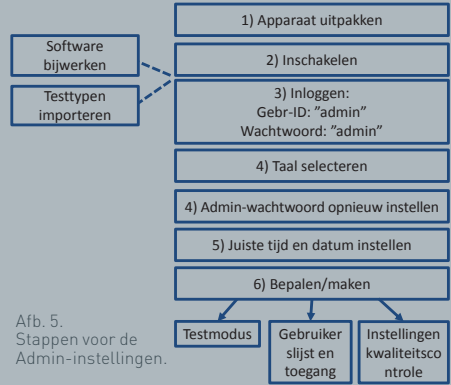 1) Apparaat uitpakken
Software
bijwerken
2) Inschakelen
Testtypen
importeren
3) Inloggen:
Gebr-ID: ”admin”
Wachtwoord: ”admin”
4) Taal selecteren
4) Admin-wachtwoord opnieuw instellen
5) Juiste tijd en datum instellen
6) Bepalen/maken
Afb. 5.
Stappen voor de
Admin-instellingen.
Testmodus
Gebruiker
slijst en
toegang
Instellingen
kwaliteitsco
ntrole